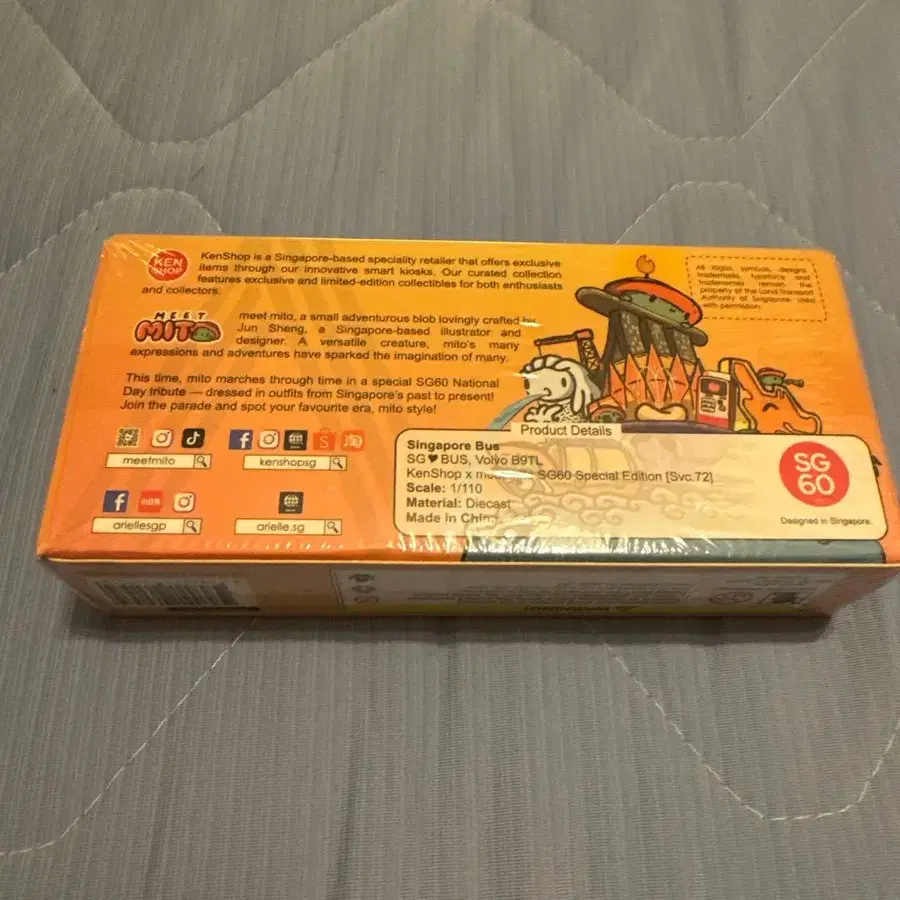 KEN
SHOP
KenShop is a Singapore-based speciality retailer that offers exclusive
items through our innovative smart kiosks. Our curated collection
features exclusive and limited-edition collectibles for both enthusiasts
and collectors.
MEET
MITO
meet mito, a small adventurous blob lovingly crafted by
Jun Sheng, a Singapore-based illustrator and
designer. A versatile creature, mito's many
expressions and adventures have sparked the imagination of many.
This time, mito marches through time in a special SG60 National
Day tribute — dressed in outfits from Singapore's past to present!
Join the parade and spot your favourite era, mito style!
meetmito
kenshopsg
ariellesgp
arielle.sg
All logos, symbols, designs,
trademarks, typeface and
tradenames remain the
property of the Land Transport
Authority of Singapore. Used
with permission.
Product Details
Singapore Bus
SG♥BUS, Volvo B9TL
KenShop x SG60 Special Edition [Svc.72]
Scale: 1/110
Material: Diecast
Made in China
SG
60
Designed in Singapore.
WARNING!